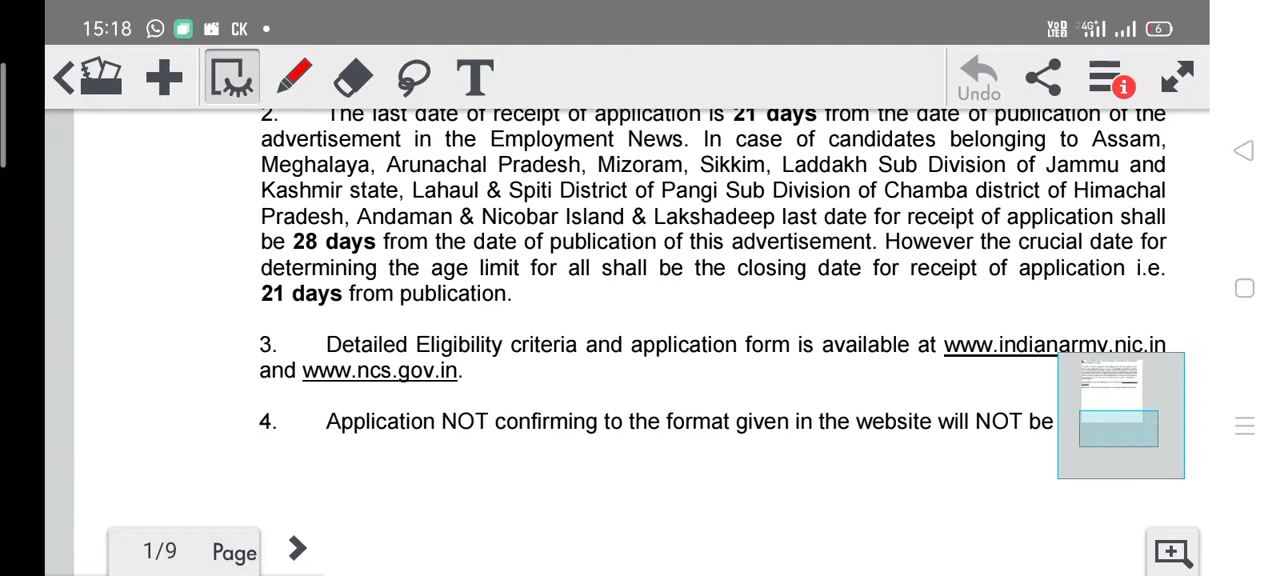 15:18 CK VoD LTE2 4G+ 6
T Undo i
2. The last date of receipt of application is 21 days from the date of publication of the
advertisement in the Employment News. In case of candidates belonging to Assam,
Meghalaya, Arunachal Pradesh, Mizoram, Sikkim, Laddakh Sub Division of Jammu and
Kashmir state, Lahaul & Spiti District of Pangi Sub Division of Chamba district of Himachal
Pradesh, Andaman & Nicobar Island & Lakshadeep last date for receipt of application shall
be 28 days from the date of publication of this advertisement. However the crucial date for
determining the age limit for all shall be the closing date for receipt of application i.e.
21 days from publication.
3. Detailed Eligibility criteria and application form is available at www.indianarmy.nic.in
and www.ncs.gov.in.
4. Application NOT confirming to the format given in the website will NOT be
1/9 Page